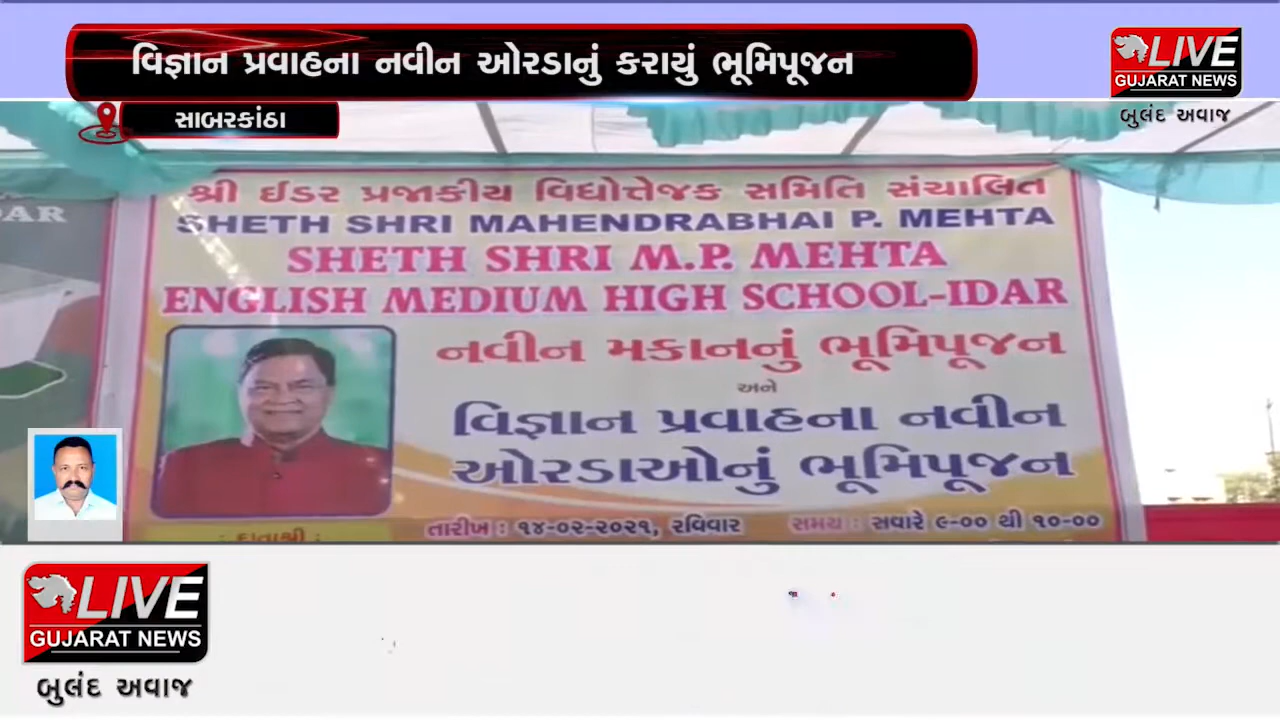 વિજ્ઞાન પ્રવાહના નવીન ઓરડાનું કરાયું ભૂમિપૂજન
LIVE
GUJARAT NEWS
બુલંદ અવાજ
સાબરકાંઠા
DAR
શ્રી ઈડર પ્રજાકીય વિધોત્તેજક સમિતિ સંચાલિત
SHETH SHRI MAHENDRABHAI P. MEHTA
SHETH SHRI M.P. MEHTA
ENGLISH MEDIUM HIGH SCHOOL-IDAR
નવીન મકાનનું ભૂમિપૂજન
અને
વિજ્ઞાન પ્રવાહના નવીન
ઓરડાઓનું ભૂમિપૂજન
તારીખ : ૧૪-૦૨-૨૦૨૧, રવિવાર સમય : સવારે ૯-૦૦ થી ૧૦-૦૦
: દાતાશ્રી :
LIVE
GUJARAT NEWS
બુલંદ અવાજ